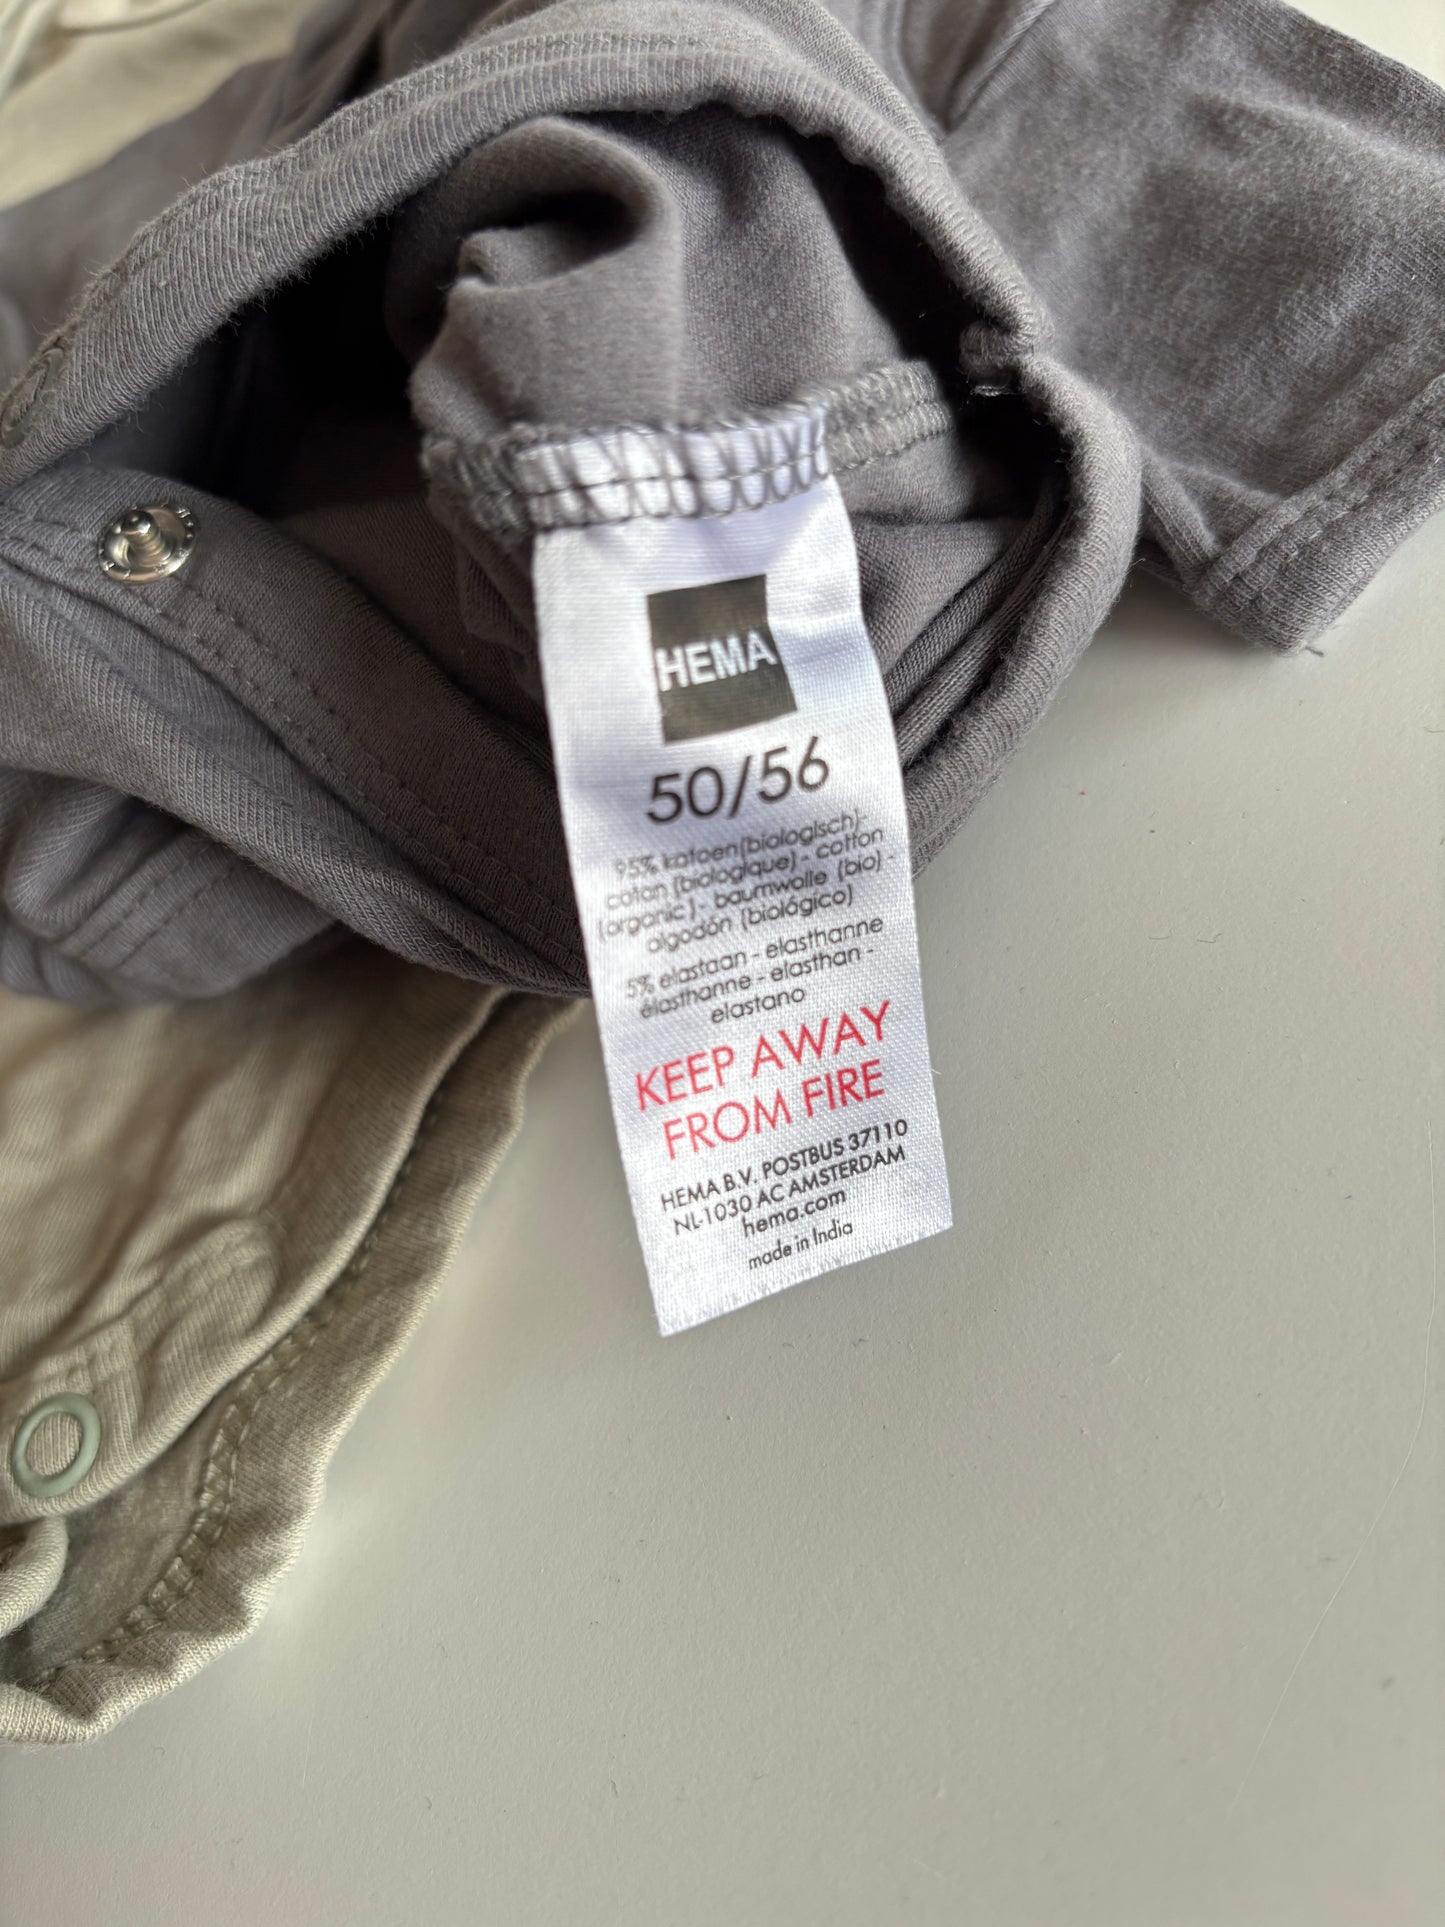 HEMA
50/56
95% katoen(biologisch)-
coton (biologique) - cotton
(organic) - baumwolle (bio) -
algodón (biológico)
5% elastaan - elasthanne
élasthanne - elasthan -
elastano
KEEP AWAY
FROM FIRE
HEMA B.V. POSTBUS 37110
NL-1030 AC AMSTERDAM
hema.com
made in India